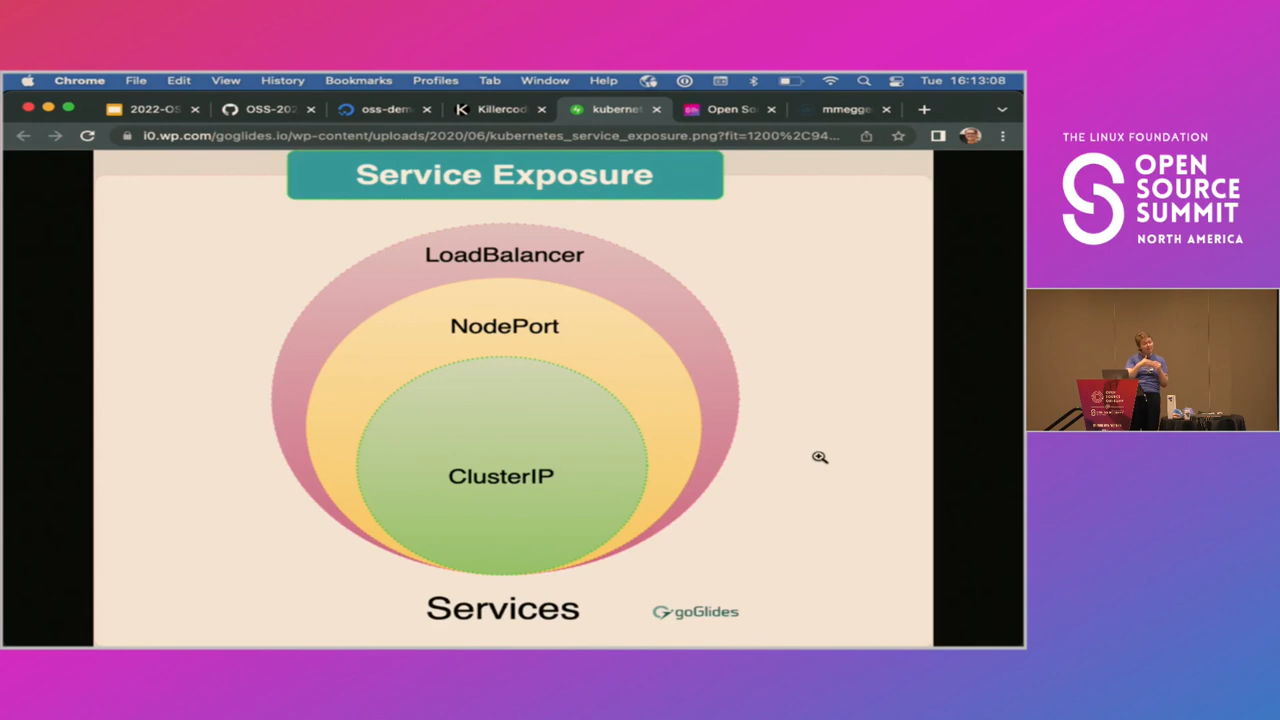 Chrome File Edit View History Bookmarks Profiles Tab Window Help Tue 16:13:08
2022-OS OSS-202 oss-dem Killercod kubernet Open So mmegge
i0.wp.com/goglides.io/wp-content/uploads/2020/06/kubernetes_service_exposure.png?fit=1200%2C94...
Service Exposure
LoadBalancer
NodePort
ClusterIP
Services
goGlides
THE LINUX FOUNDATION
OPEN
SOURCE
SUMMIT
NORTH AMERICA